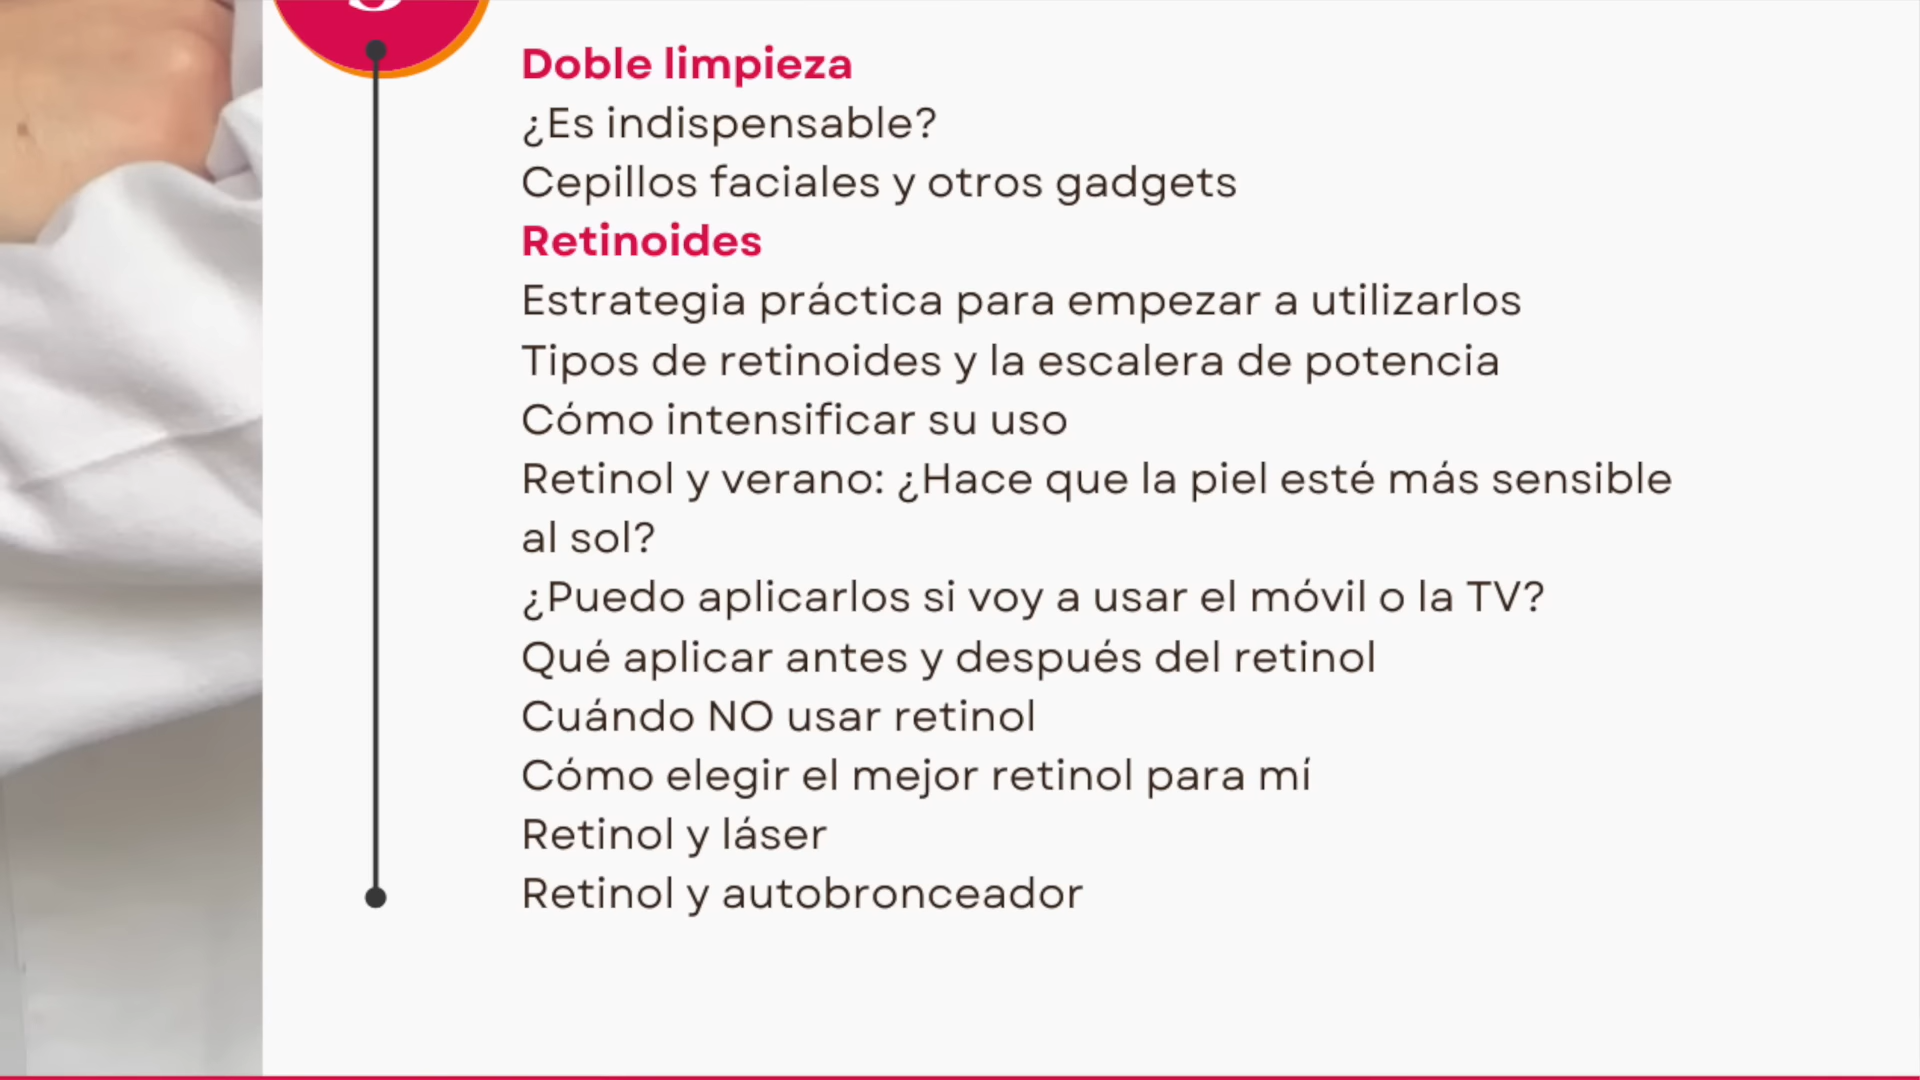 Doble limpieza
¿Es indispensable?
Cepillos faciales y otros gadgets
Retinoides
Estrategia práctica para empezar a utilizarlos
Tipos de retinoides y la escalera de potencia
Cómo intensificar su uso
Retinol y verano: ¿Hace que la piel esté más sensible
al sol?
¿Puedo aplicarlos si voy a usar el móvil o la TV?
Qué aplicar antes y después del retinol
Cuándo NO usar retinol
Cómo elegir el mejor retinol para mí
Retinol y láser
Retinol y autobronceador